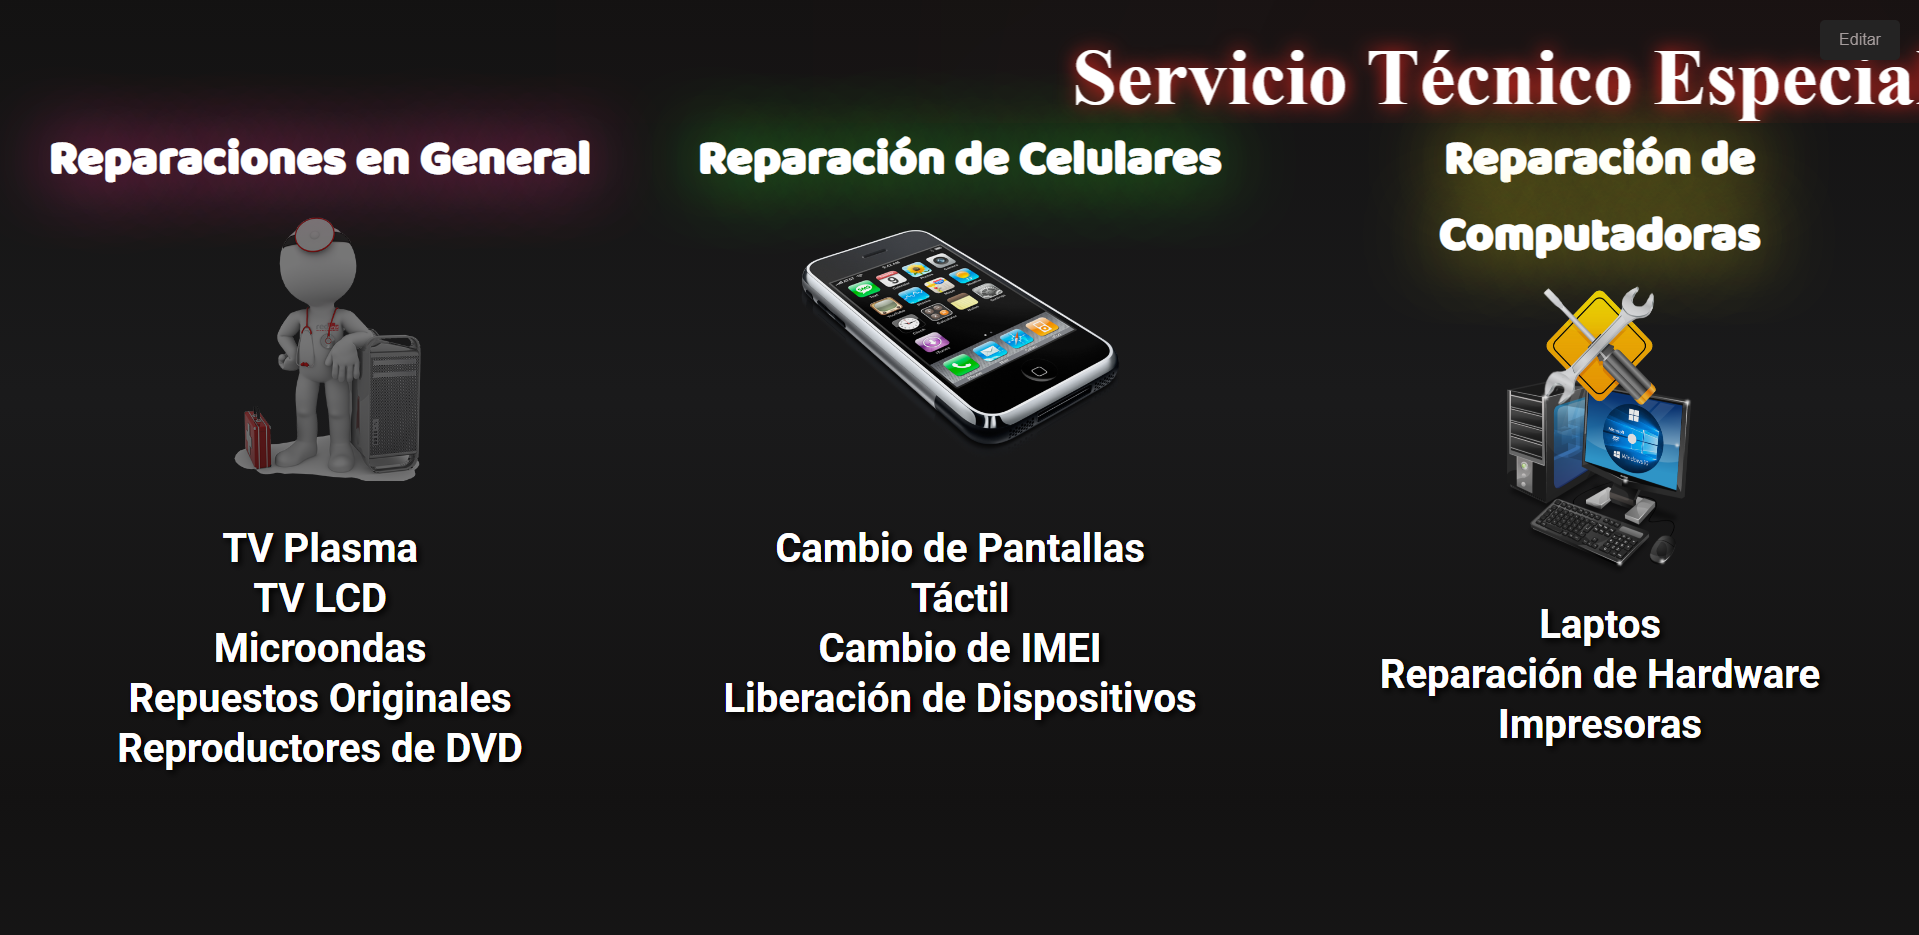 Editar
Servicio Técnico Especial
Reparaciones en General
TV Plasma
TV LCD
Microondas
Repuestos Originales
Reproductores de DVD
Reparación de Celulares
Cambio de Pantallas
Táctil
Cambio de IMEI
Liberación de Dispositivos
Reparación de
Computadoras
Laptos
Reparación de Hardware
Impresoras